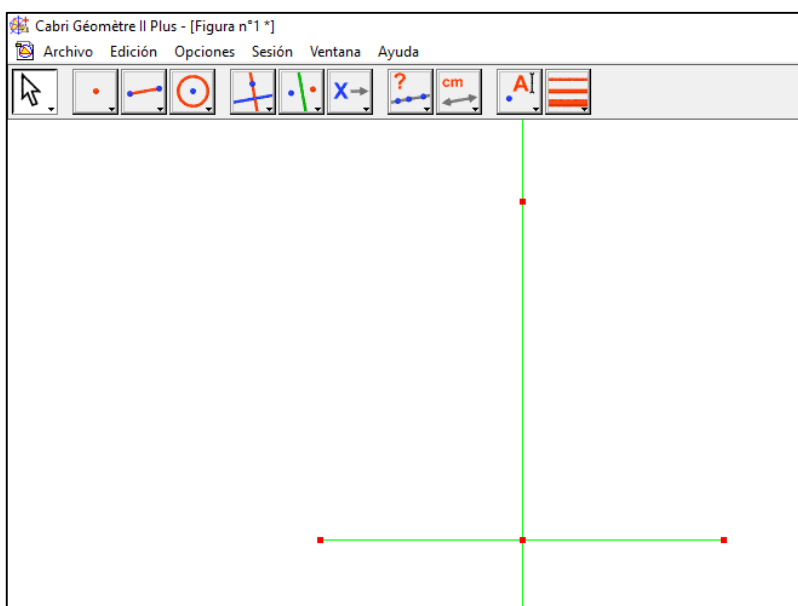 Cabri Géomètre II Plus - [Figura n°1 *]
Archivo Edición Opciones Sesión Ventana Ayuda
X ? cm A